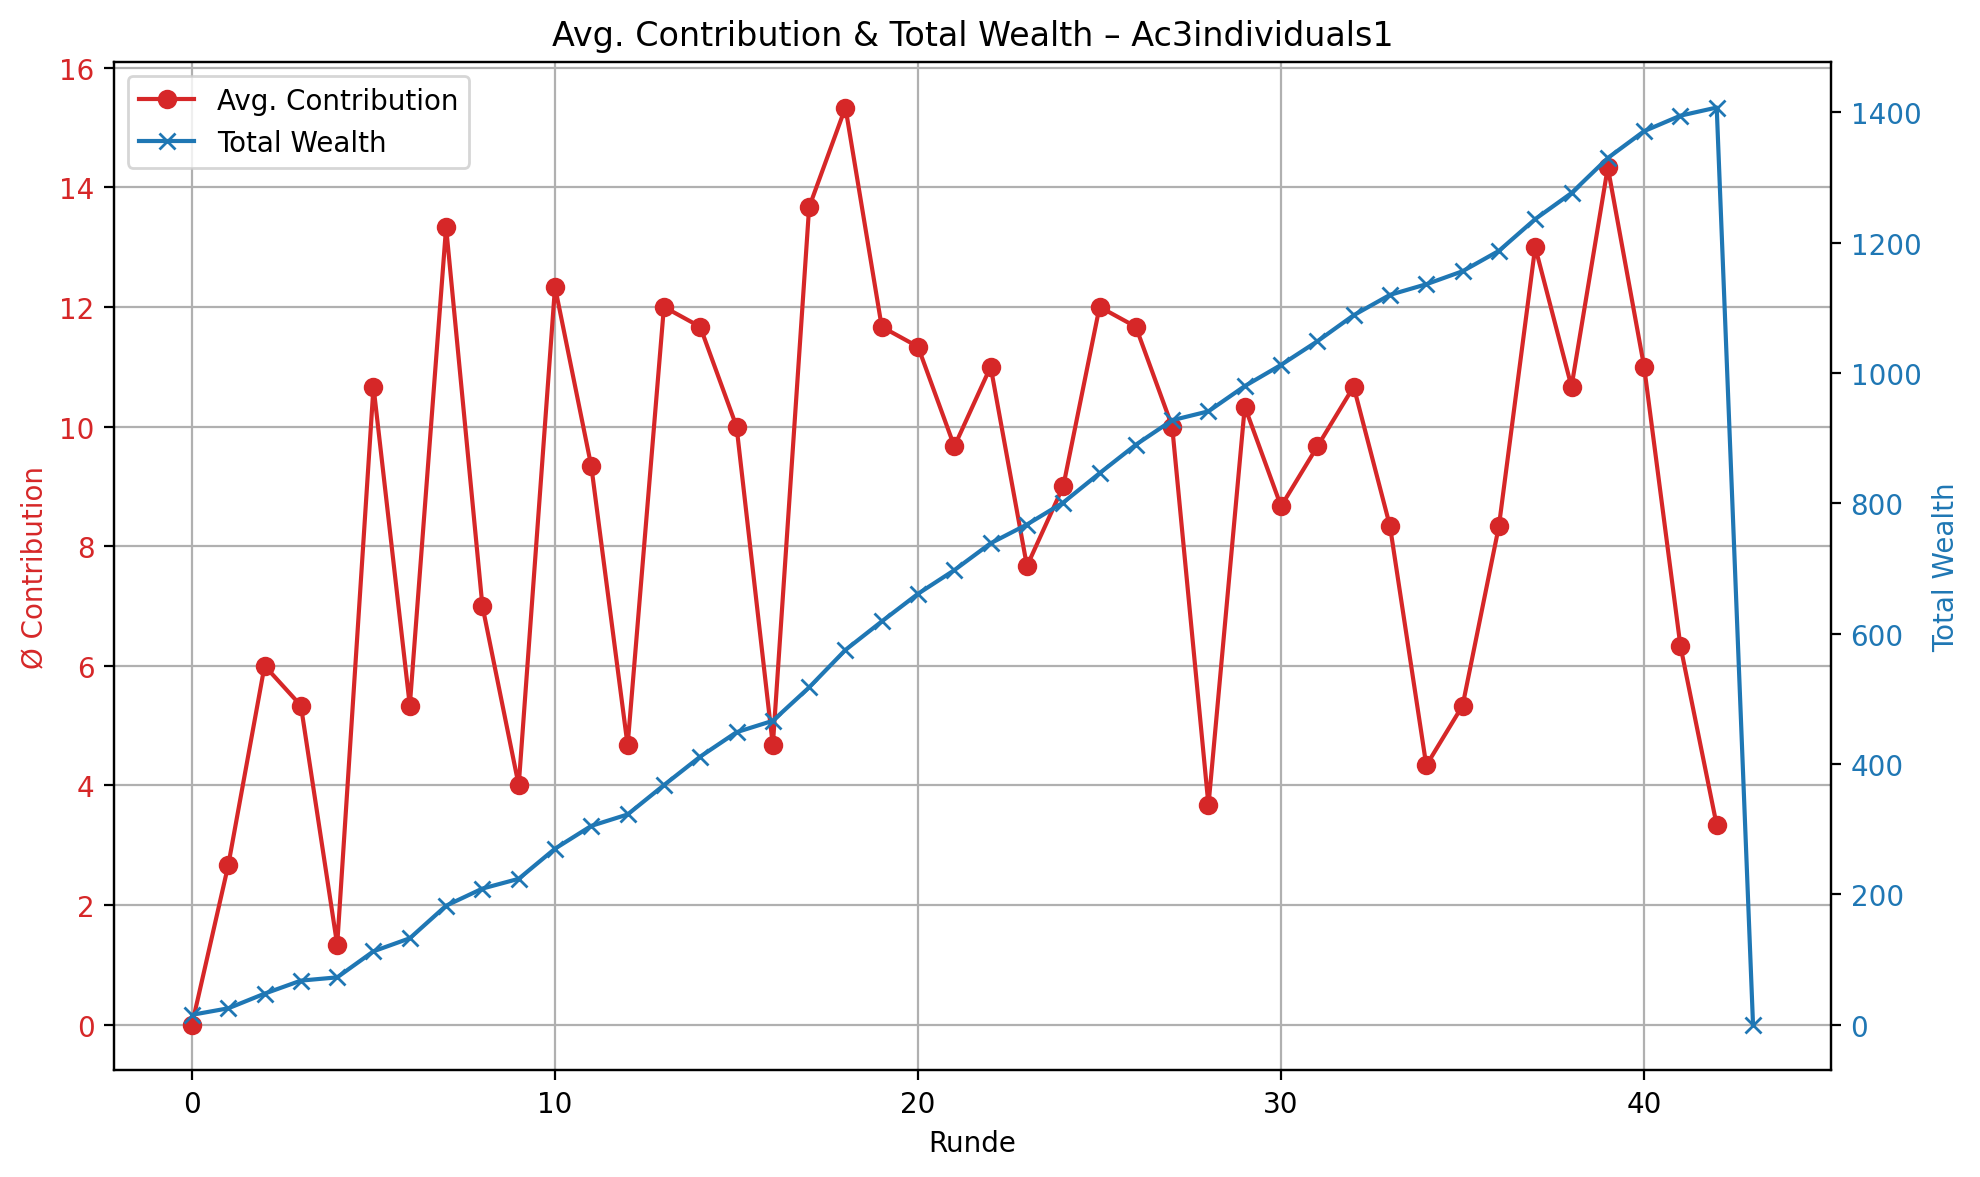 Avg. Contribution & Total Wealth – Ac3individuals1
Avg. Contribution
Total Wealth
16
14
12
10
8
6
4
2
0
Ø Contribution
1400
1200
1000
800
600
400
200
0
Total Wealth
0 10 20 30 40
Runde